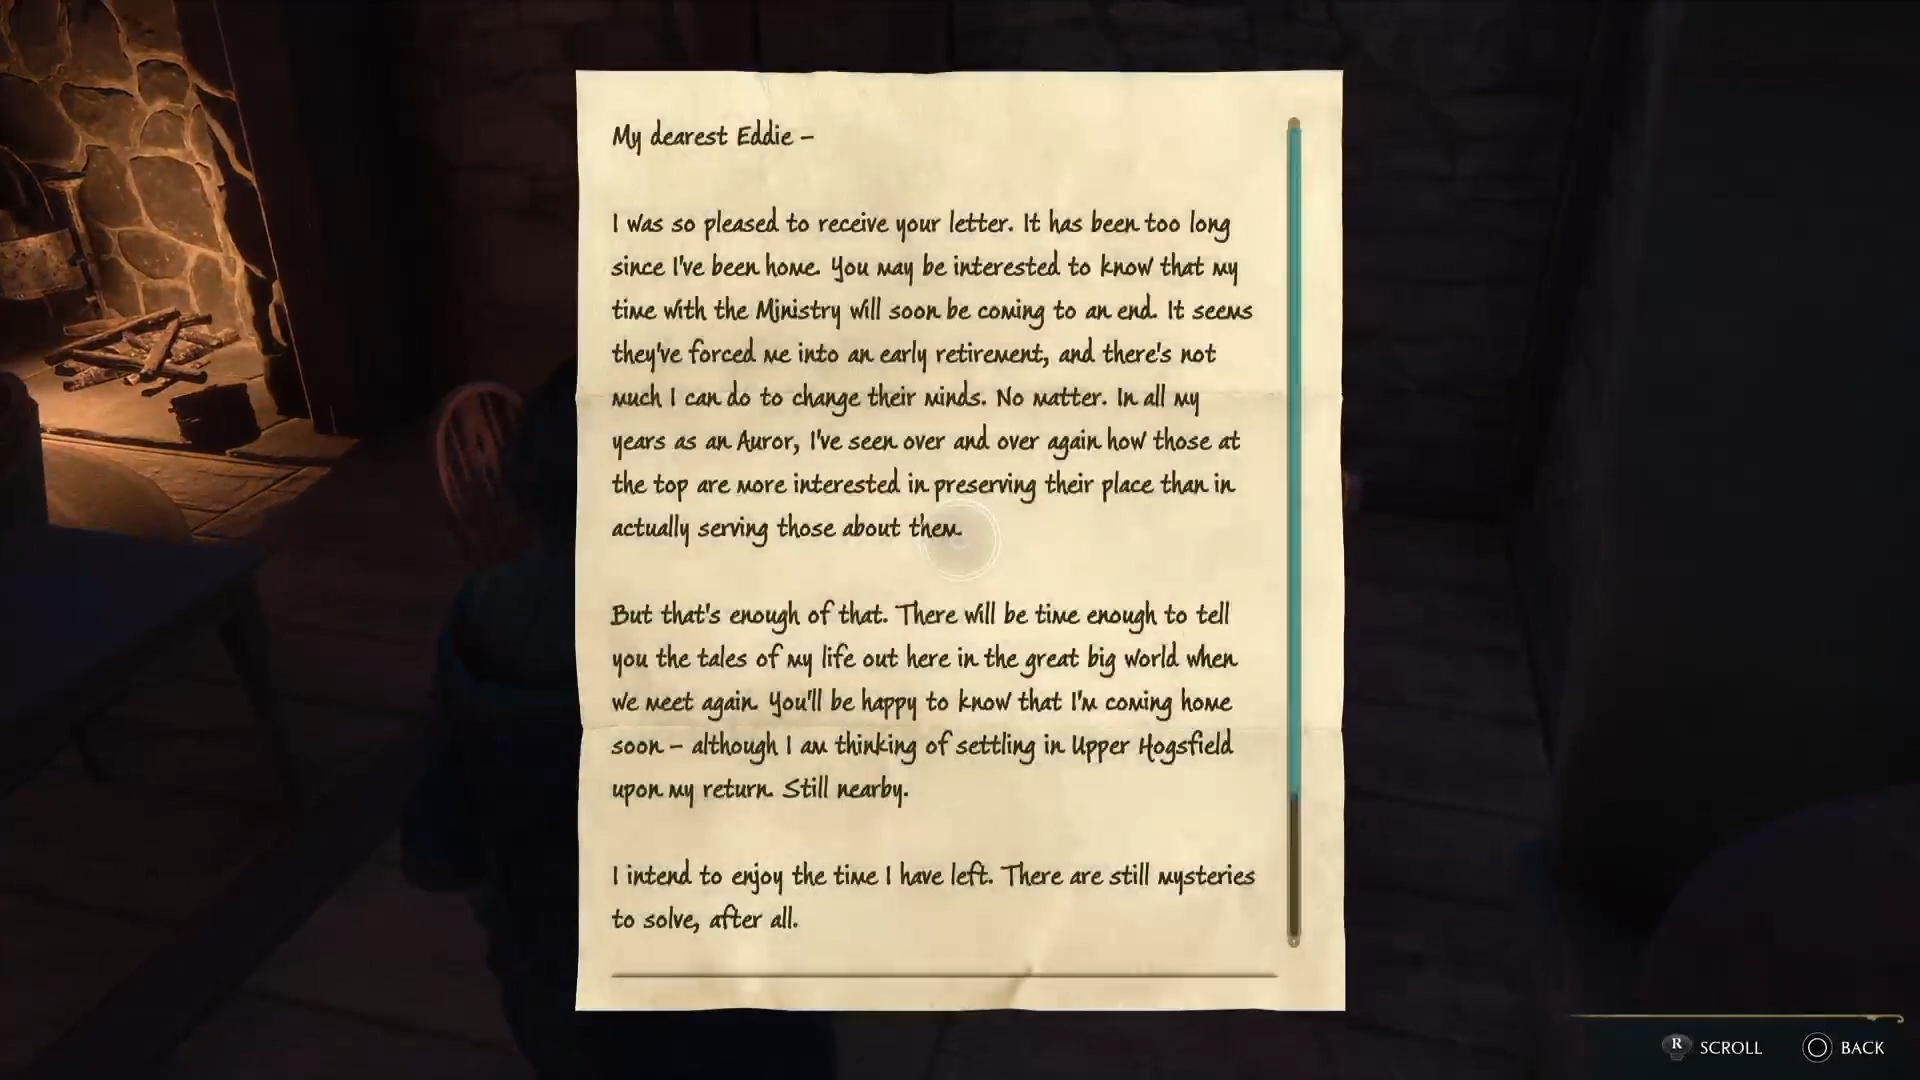 My dearest Eddie –
I was so pleased to receive your letter. It has been too long
since I've been home. You may be interested to know that my
time with the Ministry will soon be coming to an end. It seems
they've forced me into an early retirement, and there's not
much I can do to change their minds. No matter. In all my
years as an Auror, I've seen over and over again how those at
the top are more interested in preserving their place than in
actually serving those about them.
But that's enough of that. There will be time enough to tell
you the tales of my life out here in the great big world when
we meet again. You'll be happy to know that I'm coming home
soon – although I am thinking of settling in Upper Hogsfield
upon my return. Still nearby.
I intend to enjoy the time I have left. There are still mysteries
to solve, after all.
R SCROLL
BACK